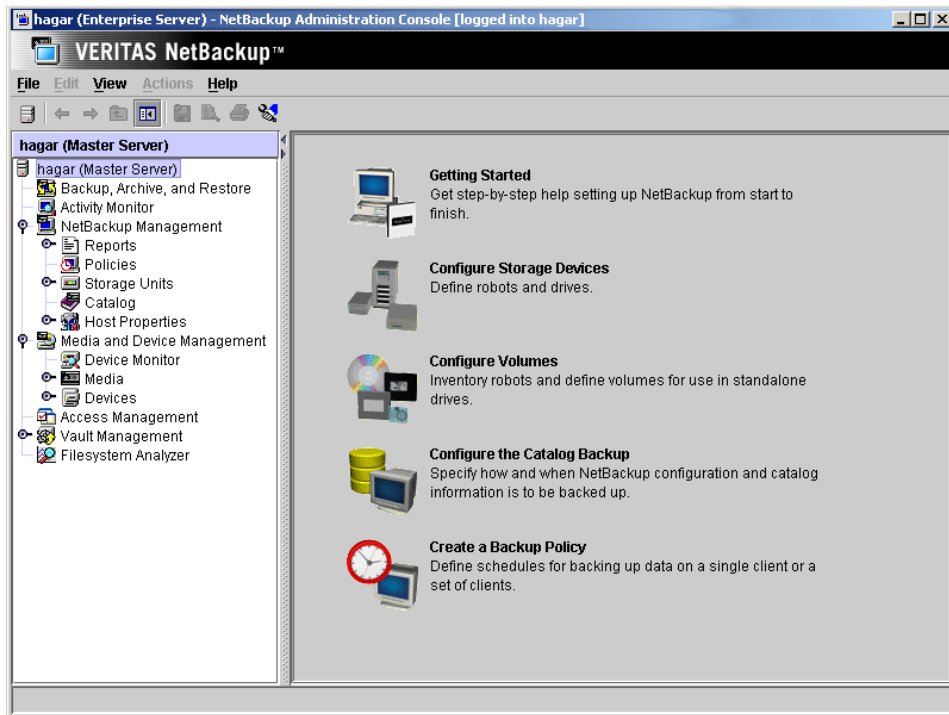 hagar (Enterprise Server) - NetBackup Administration Console [logged into hagar]
VERITAS NetBackup™
File Edit View Actions Help
hagar (Master Server)
hagar (Master Server)
Backup, Archive, and Restore
Activity Monitor
NetBackup Management
Reports
Policies
Storage Units
Catalog
Host Properties
Media and Device Management
Device Monitor
Media
Devices
Access Management
Vault Management
Filesystem Analyzer
Getting Started
Get step-by-step help setting up NetBackup from start to
finish.
Configure Storage Devices
Define robots and drives.
Configure Volumes
Inventory robots and define volumes for use in standalone
drives.
Configure the Catalog Backup
Specify how and when NetBackup configuration and catalog
information is to be backed up.
Create a Backup Policy
Define schedules for backing up data on a single client or a
set of clients.